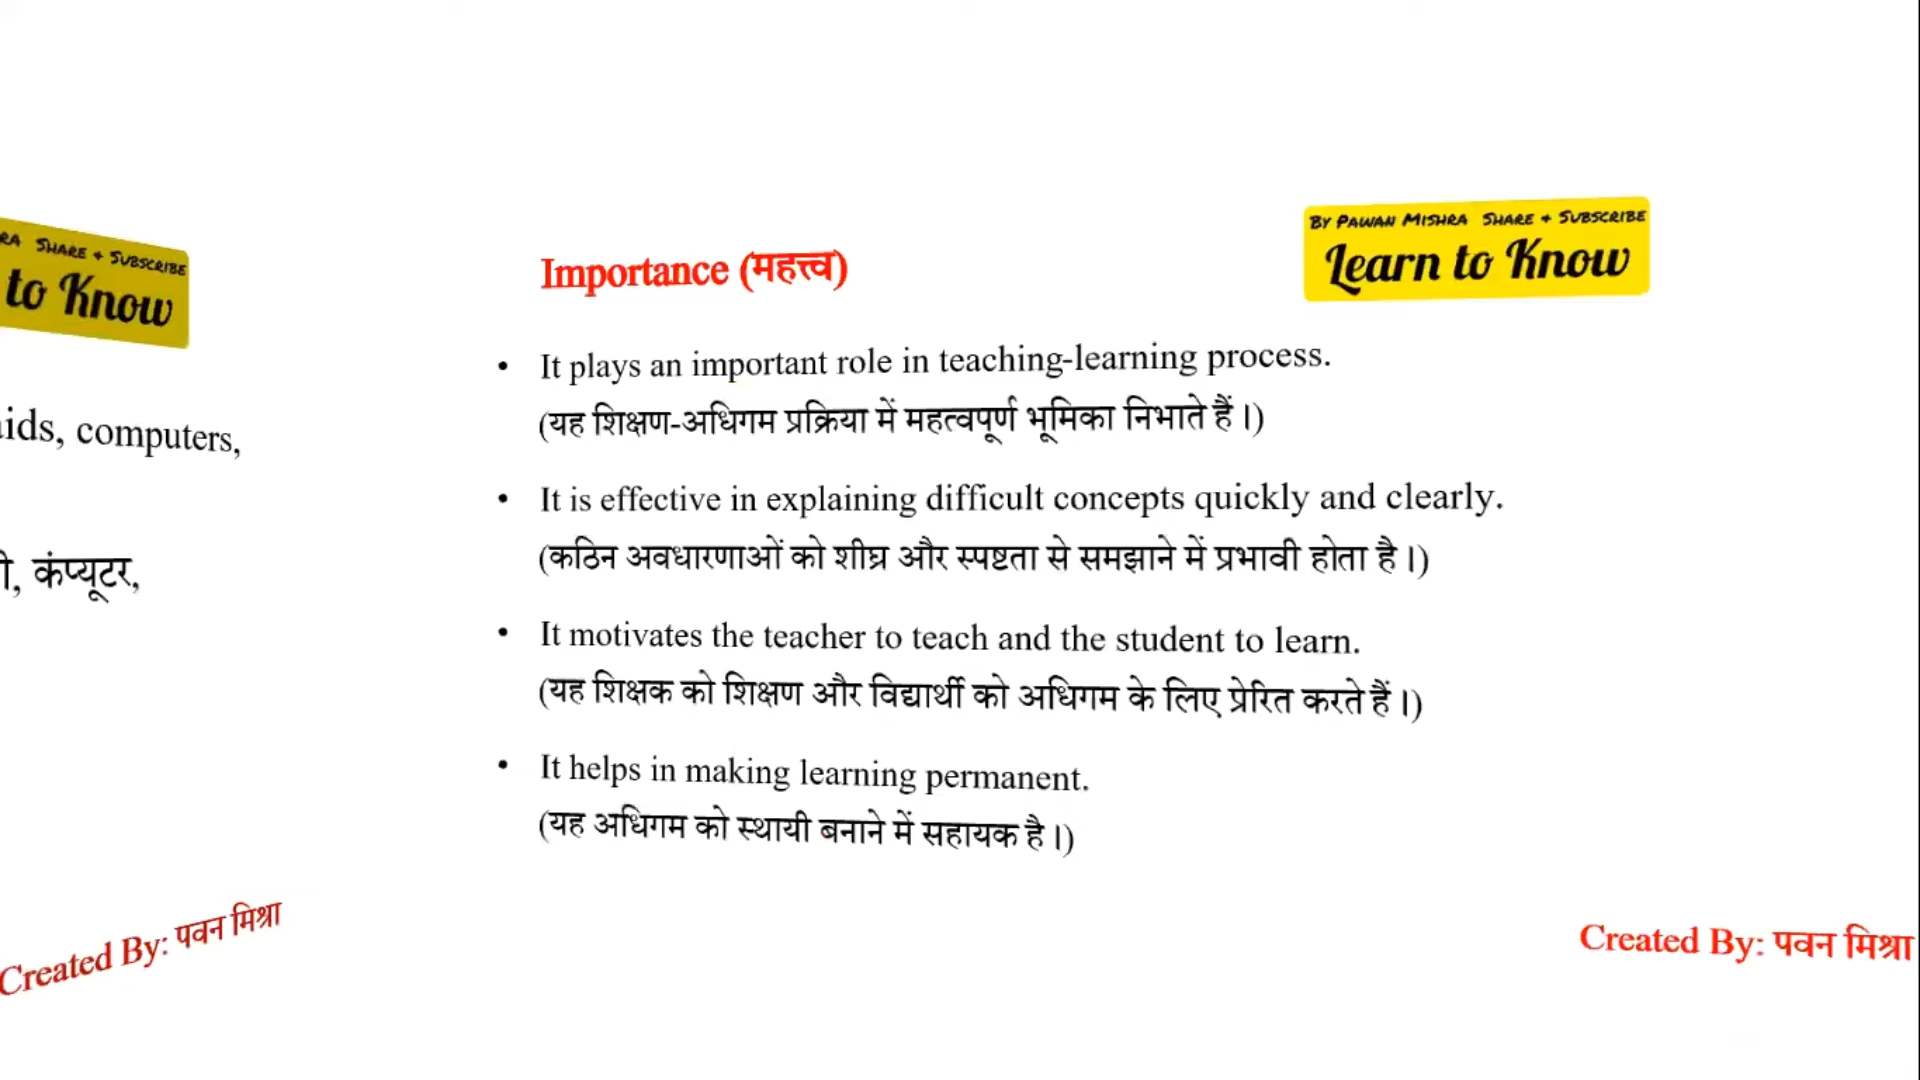 SHARE + SUBSCRIBE
to Know
aids, computers,
कंप्यूटर,
Created By: पवन मिश्रा
BY PAWAN MISHRA SHARE + SUBSCRIBE
Learn to Know
Importance (महत्त्व)
• It plays an important role in teaching-learning process.
(यह शिक्षण-अधिगम प्रक्रिया में महत्वपूर्ण भूमिका निभाते हैं।)
• It is effective in explaining difficult concepts quickly and clearly.
(कठिन अवधारणाओं को शीघ्र और स्पष्टता से समझाने में प्रभावी होता है।)
• It motivates the teacher to teach and the student to learn.
(यह शिक्षक को शिक्षण और विद्यार्थी को अधिगम के लिए प्रेरित करते हैं।)
• It helps in making learning permanent.
(यह अधिगम को स्थायी बनाने में सहायक है।)
Created By: पवन मिश्रा